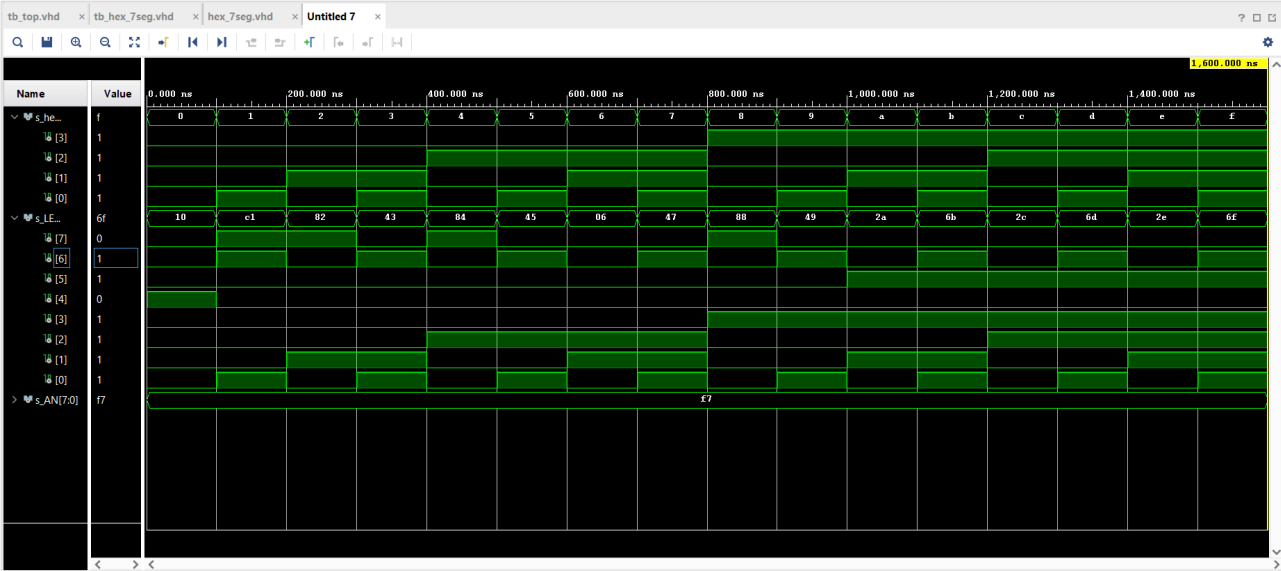 tb_top.vhd × tb_hex_7seg.vhd × hex_7seg.vhd × Untitled 7 ×
?
1,600.000 ns
Name Value
0.000 ns 200.000 ns 400.000 ns 600.000 ns 800.000 ns 1,000.000 ns 1,200.000 ns 1,400.000 ns
s_he... f 0 1 2 3 4 5 6 7 8 9 a b c d e f
[3] 1
[2] 1
[1] 1
[0] 1
s_LE... 6f 10 c1 82 43 84 45 06 47 88 49 2a 6b 2c 6d 2e 6f
[7] 0
[6] 1
[5] 1
[4] 0
[3] 1
[2] 1
[1] 1
[0] 1
s_AN[7:0] f7 f7